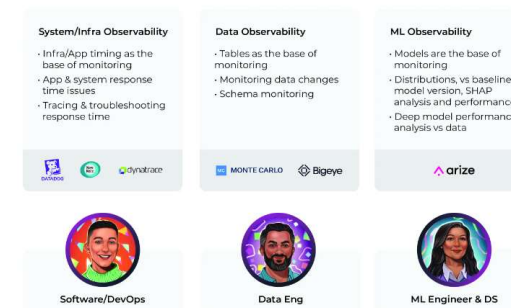 System/Infra Observability
· Infra/App timing as the
base of monitoring
· App & system response
time issues
· Tracing & troubleshooting
response time
DATADOG
dynatrace
Software/DevOps
Data Observability
· Tables as the base of
monitoring
· Monitoring data changes
· Schema monitoring
MONTE CARLO
Bigeye
Data Eng
ML Observability
· Models are the base of
monitoring
· Distributions, vs baseline
model version, SHAP
analysis and performanc
· Deep model performanc
analysis vs data
arize
ML Engineer & DS